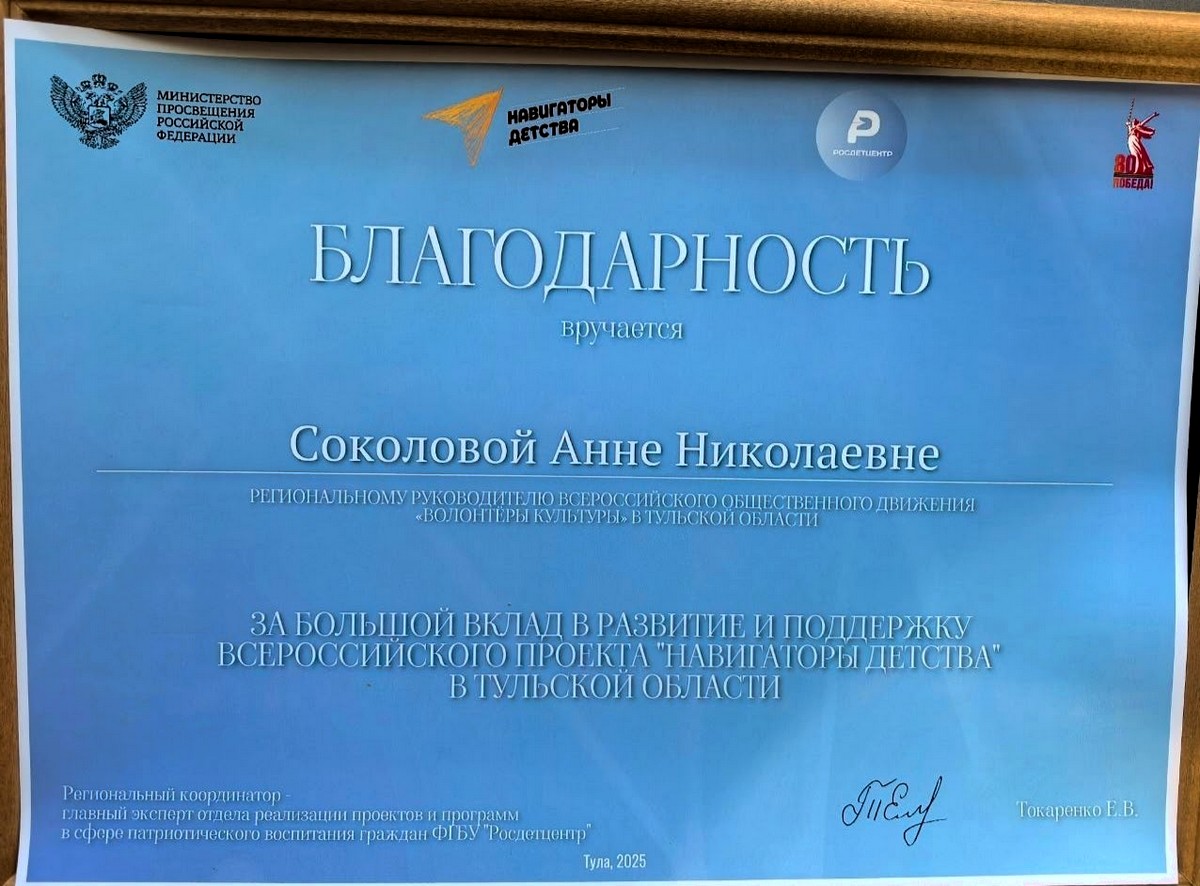 МИНИСТЕРСТВО
ПРОСВЕЩЕНИЯ
РОССИЙСКОЙ
ФЕДЕРАЦИИ
НАВИГАТОРЫ
ДЕТСТВА
РОСДЕТЦЕНТР
80
ПОБЕДА!
БЛАГОДАРНОСТЬ
вручается
Соколовой Анне Николаевне
РЕГИОНАЛЬНОМУ РУКОВОДИТЕЛЮ ВСЕРОССИЙСКОГО ОБЩЕСТВЕННОГО ДВИЖЕНИЯ
«ВОЛОНТЁРЫ КУЛЬТУРЫ» В ТУЛЬСКОЙ ОБЛАСТИ
ЗА БОЛЬШОЙ ВКЛАД В РАЗВИТИЕ И ПОДДЕРЖКУ
ВСЕРОССИЙСКОГО ПРОЕКТА "НАВИГАТОРЫ ДЕТСТВА"
В ТУЛЬСКОЙ ОБЛАСТИ
Региональный координатор -
главный эксперт отдела реализации проектов и программ
в сфере патриотического воспитания граждан ФГБУ "Росдетцентр"
Токаренко Е.В.
Тула, 2025